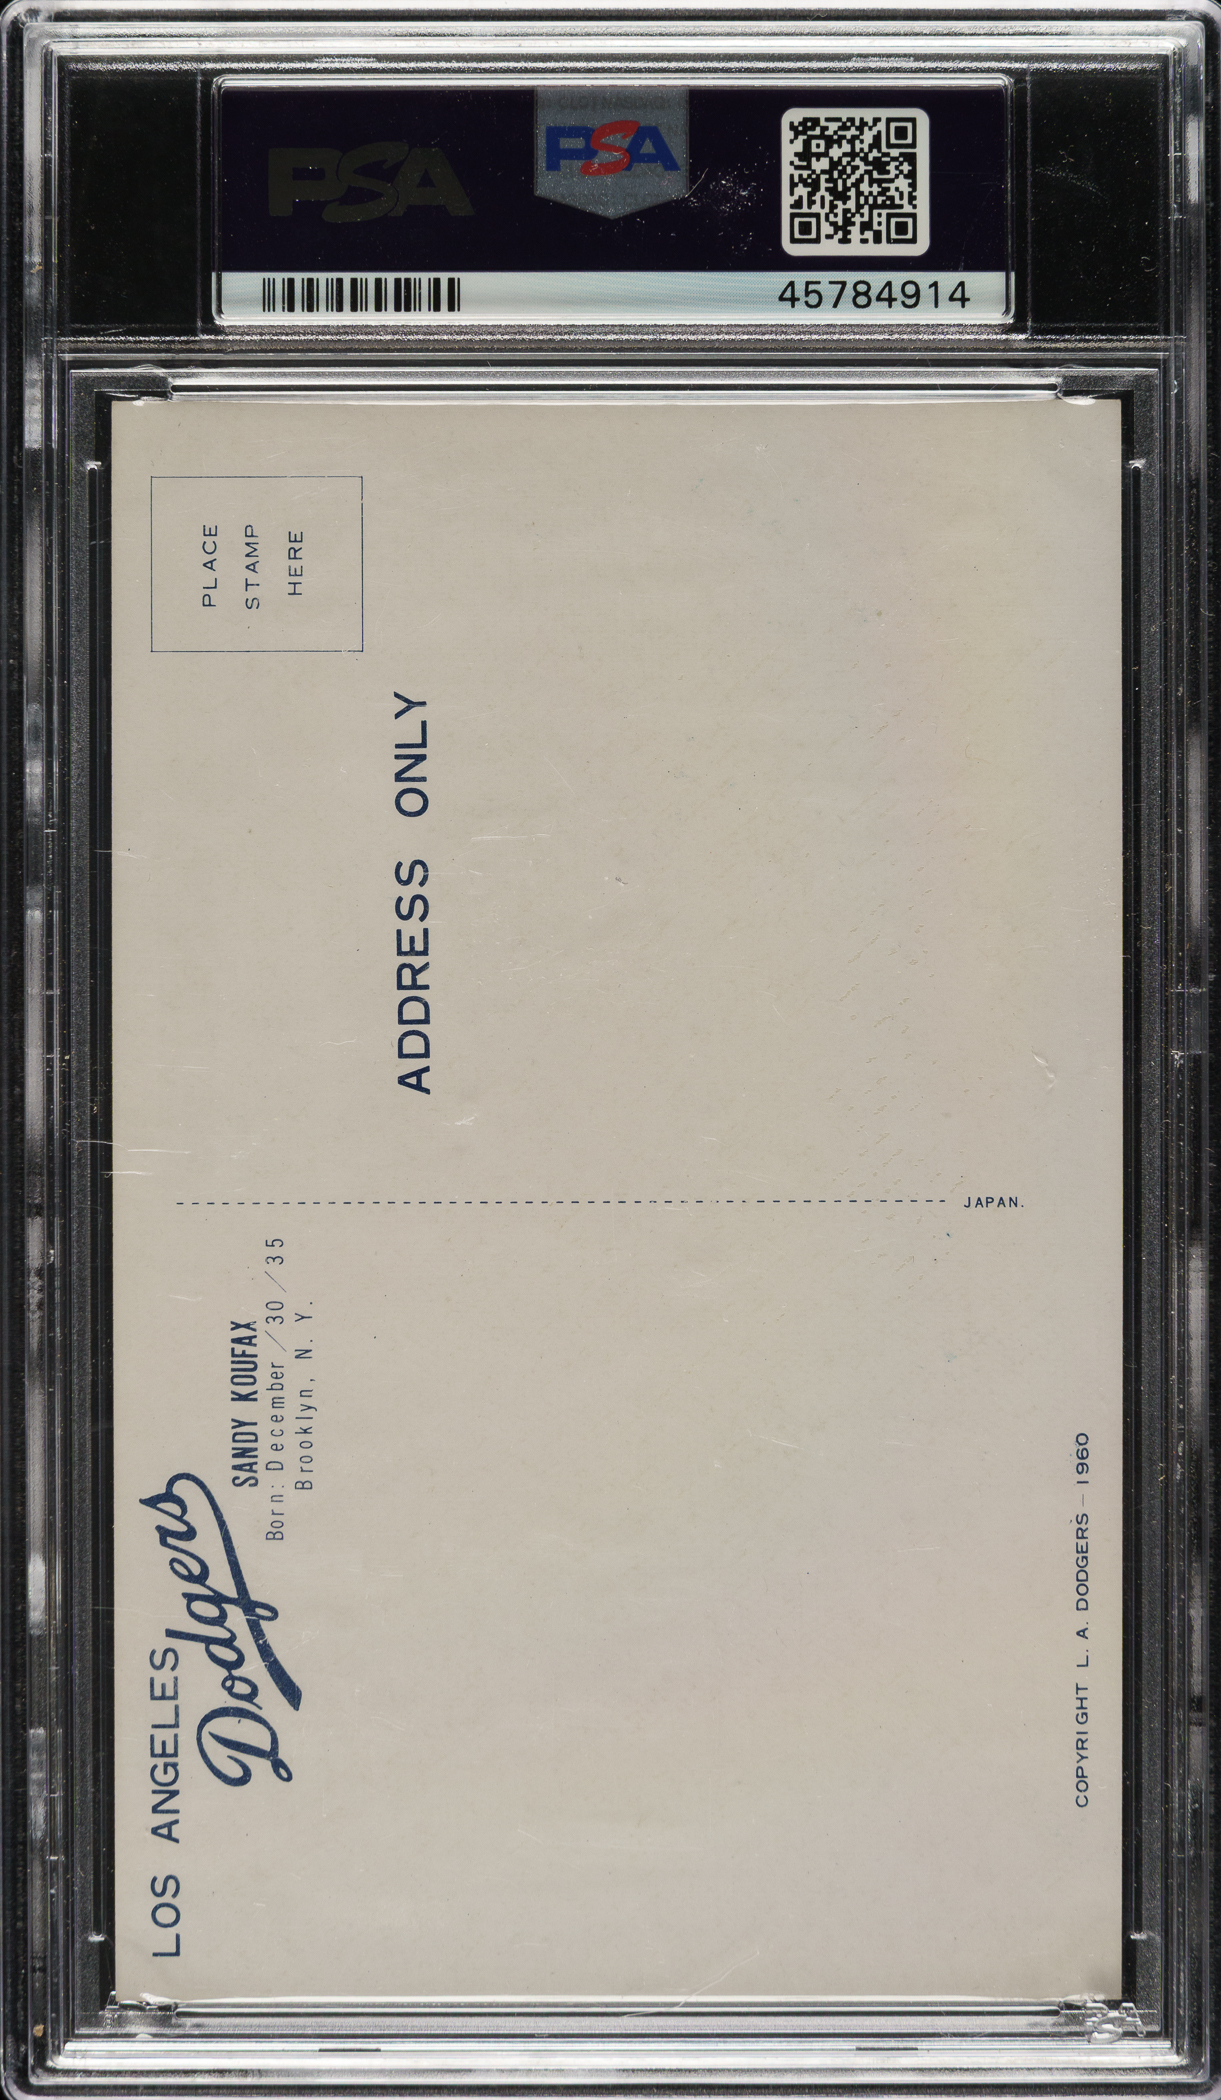 PSA
PSA
45784914
PLACE
STAMP
HERE
ADDRESS ONLY
JAPAN.
LOS ANGELES
Dodgers
SANDY KOUFAX
Born: December / 30 / 35
Brooklyn, N. Y.
COPYRIGHT L. A. DODGERS – 1960
PSA